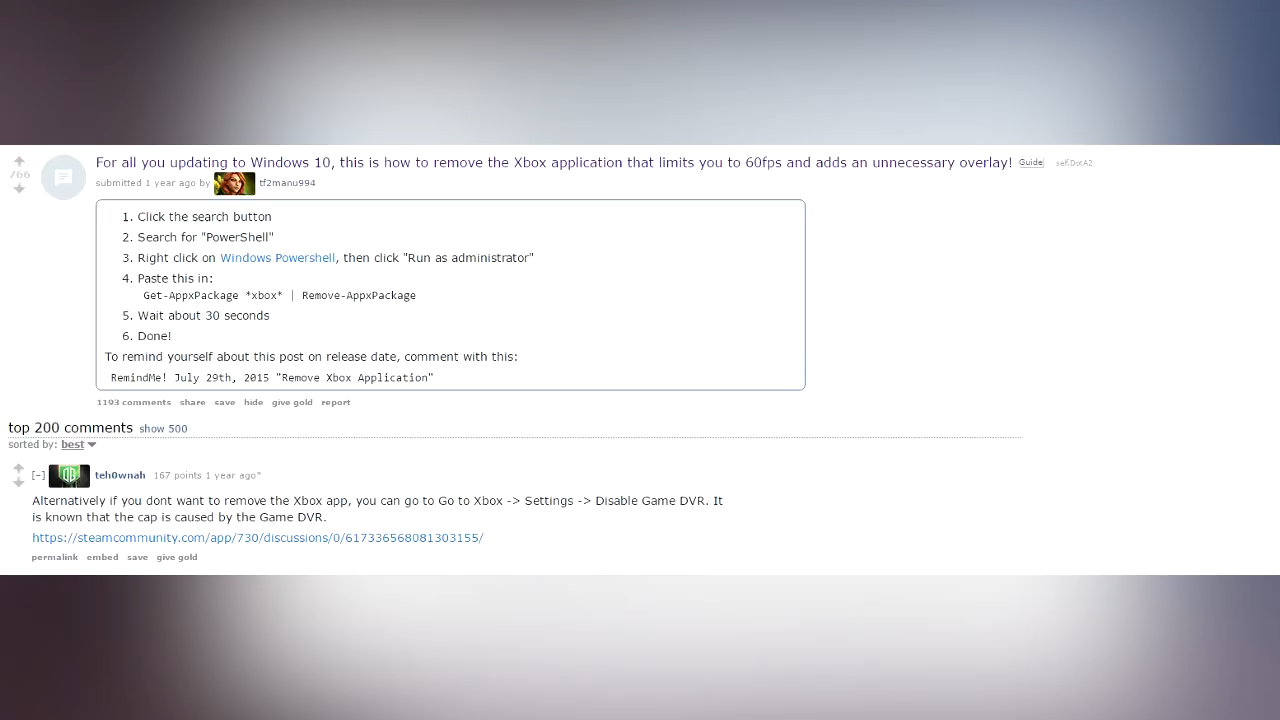 For all you updating to Windows 10, this is how to remove the Xbox application that limits you to 60fps and adds an unnecessary overlay! Guide self.DotA2
766
submitted 1 year ago by tf2manu994
1. Click the search button
2. Search for "PowerShell"
3. Right click on Windows Powershell, then click "Run as administrator"
4. Paste this in:
Get-AppxPackage *xbox* | Remove-AppxPackage
5. Wait about 30 seconds
6. Done!
To remind yourself about this post on release date, comment with this:
RemindMe! July 29th, 2015 "Remove Xbox Application"
1193 comments share save hide give gold report
top 200 comments show 500
sorted by: best
[–] teh0wnah 167 points 1 year ago*
Alternatively if you dont want to remove the Xbox app, you can go to Go to Xbox -> Settings -> Disable Game DVR. It
is known that the cap is caused by the Game DVR.
https://steamcommunity.com/app/730/discussions/0/617336568081303155/
permalink embed save give gold